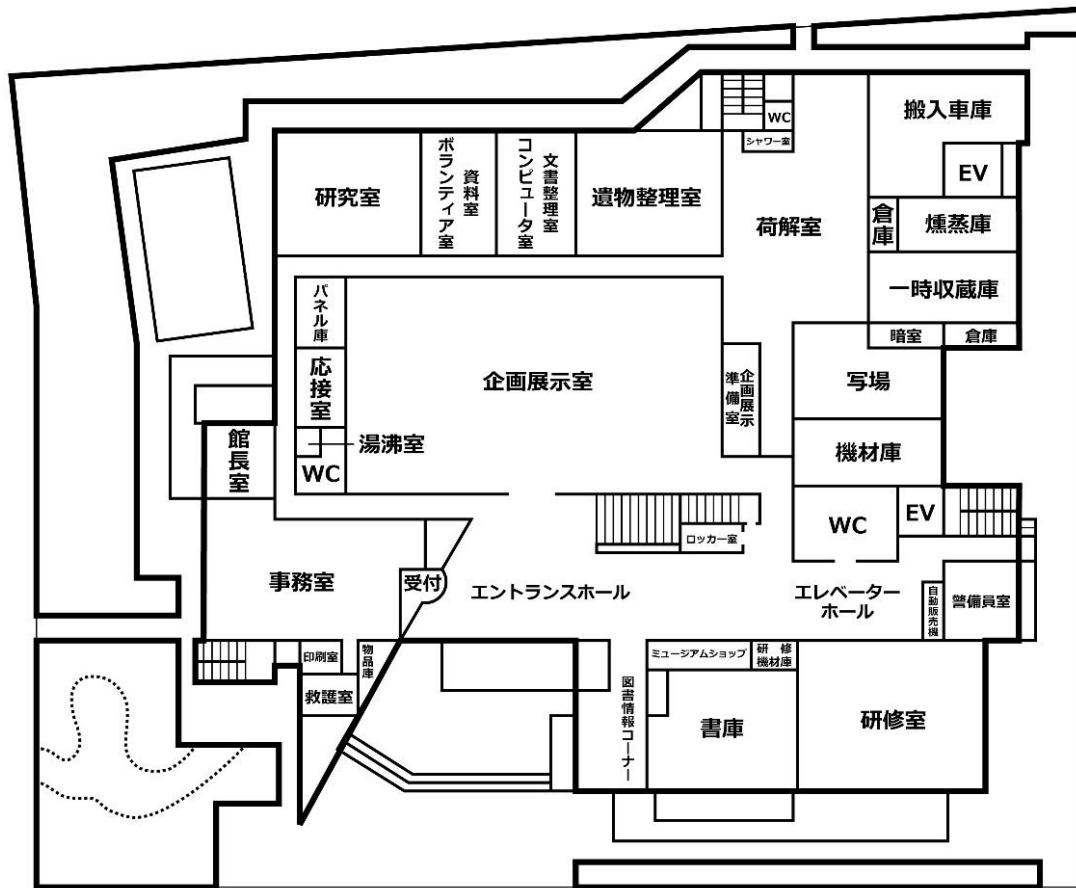 搬入車庫
WC
シャワー室
EV
研究室
資料室
ボランティア室
文書整理室
コンピュータ室
遺物整理室
荷解室
倉庫
燻蒸庫
一時収蔵庫
暗室
倉庫
パネル庫
応接室
企画展示室
企画展示
準備室
写場
機材庫
館長室
湯沸室
WC
WC
EV
ロッカー室
事務室
受付
エントランスホール
エレベーター
ホール
自動販売機
警備員室
印刷室
物品庫
救護室
ミュージアムショップ
研修
機材庫
図書情報コーナー
書庫
研修室